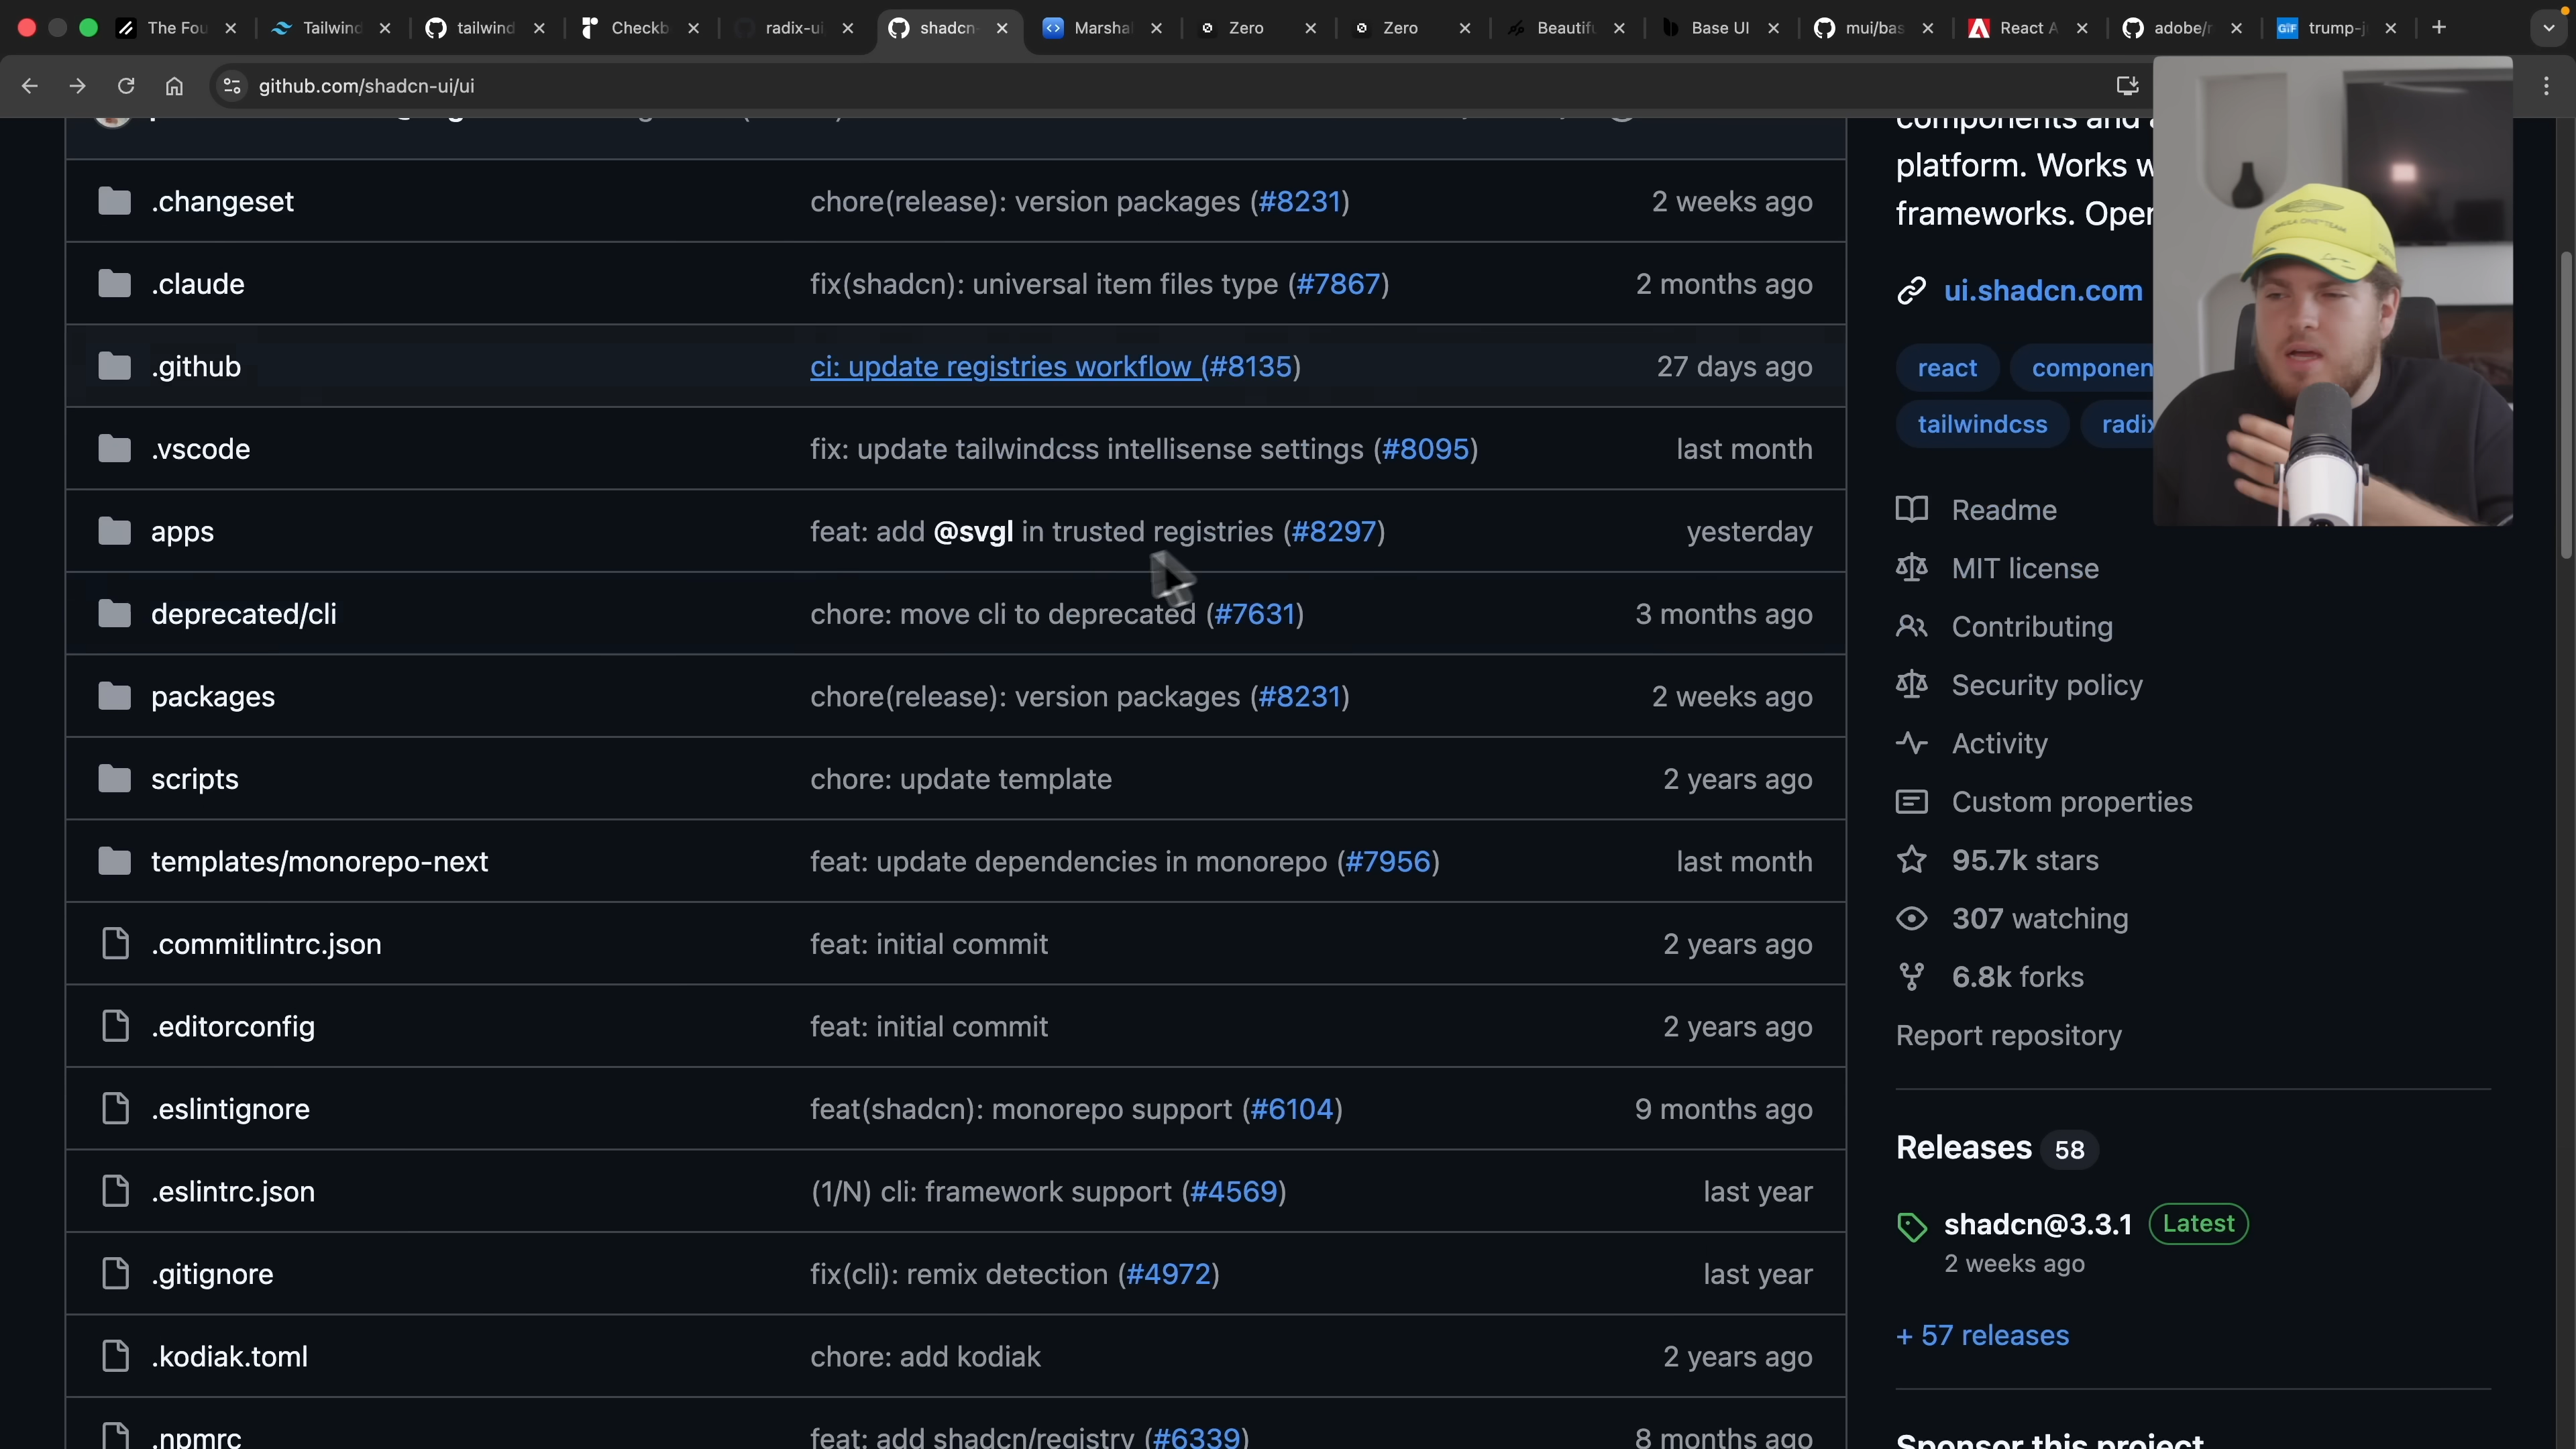 The Fou
Tailwind
tailwind
Checkb
radix-ui
shadcn-
Marshal
Zero
Zero
Beautifu
Base UI
mui/bas
React A
adobe/r
GIF
trump-j
github.com/shadcn-ui/ui
components and
platform. Works w
frameworks. Open
.changeset chore(release): version packages (#8231) 2 weeks ago
.claude fix(shadcn): universal item files type (#7867) 2 months ago
.github ci: update registries workflow (#8135) 27 days ago
.vscode fix: update tailwindcss intellisense settings (#8095) last month
apps feat: add @svgl in trusted registries (#8297) yesterday
deprecated/cli chore: move cli to deprecated (#7631) 3 months ago
packages chore(release): version packages (#8231) 2 weeks ago
scripts chore: update template 2 years ago
templates/monorepo-next feat: update dependencies in monorepo (#7956) last month
.commitlintrc.json feat: initial commit 2 years ago
.editorconfig feat: initial commit 2 years ago
.eslintignore feat(shadcn): monorepo support (#6104) 9 months ago
.eslintrc.json (1/N) cli: framework support (#4569) last year
.gitignore fix(cli): remix detection (#4972) last year
.kodiak.toml chore: add kodiak 2 years ago
.npmrc feat: add shadcn/registry (#6339) 8 months ago
ui.shadcn.com
react componen
tailwindcss radix
Readme
MIT license
Contributing
Security policy
Activity
Custom properties
95.7k stars
307 watching
6.8k forks
Report repository
Releases 58
shadcn@3.3.1 Latest
2 weeks ago
+ 57 releases
Sponsor this project